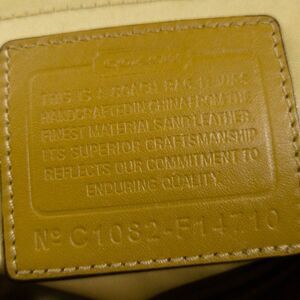 COACH
THIS IS A COACH BAG. IT WAS
HANDCRAFTED IN CHINA FROM THE
FINEST MATERIALS AND LEATHER.
ITS SUPERIOR CRAFTSMANSHIP
REFLECTS OUR COMMITMENT TO
ENDURING QUALITY.
Nº C1082-F14710